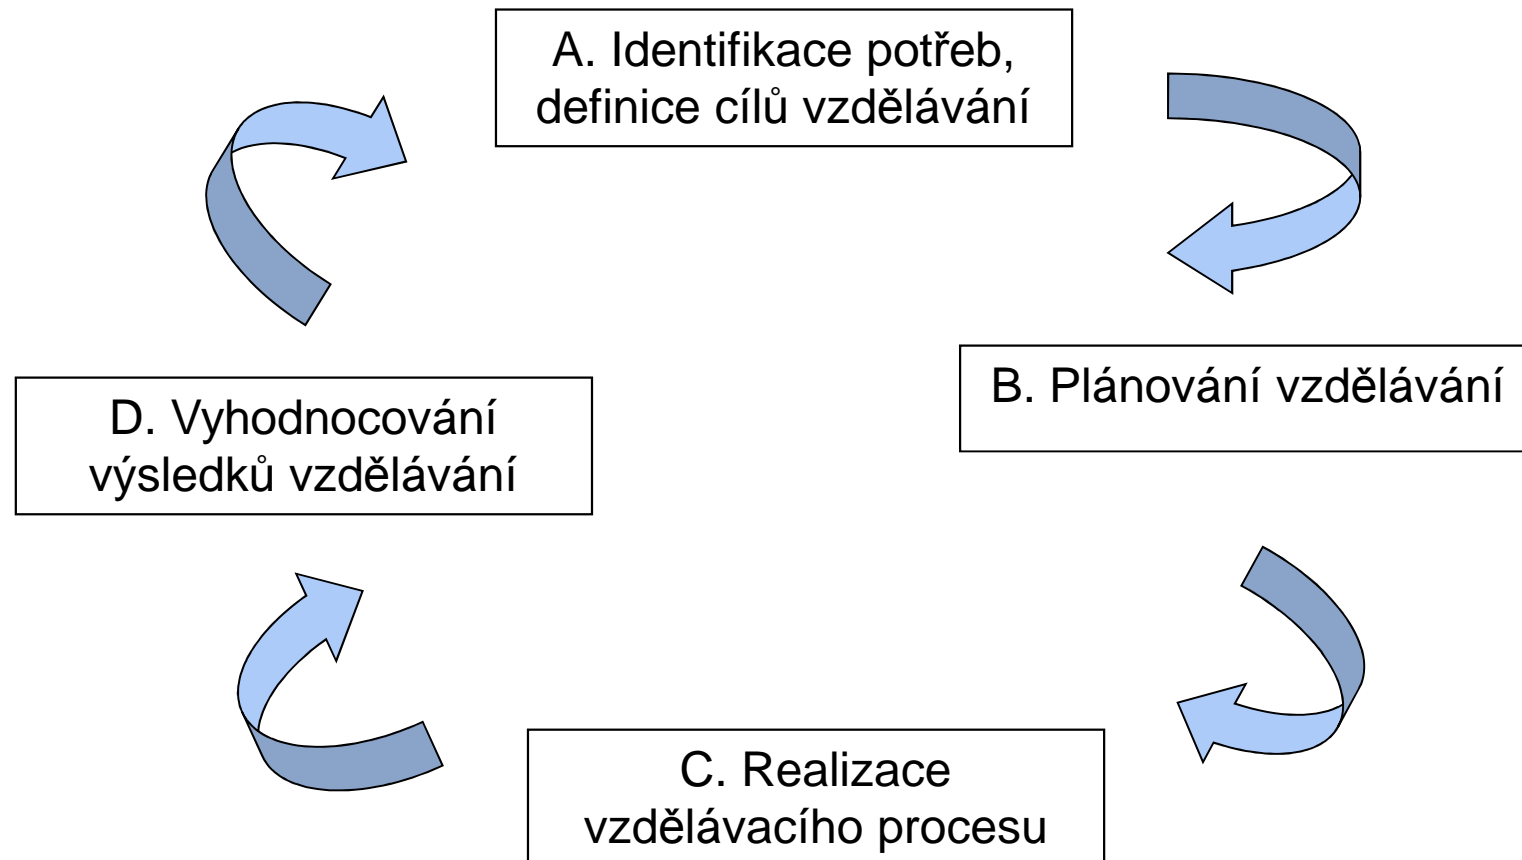 A. Identifikace potřeb,
definice cílů vzdělávání
B. Plánování vzdělávání
D. Vyhodnocování
výsledků vzdělávání
C. Realizace
vzdělávacího procesu